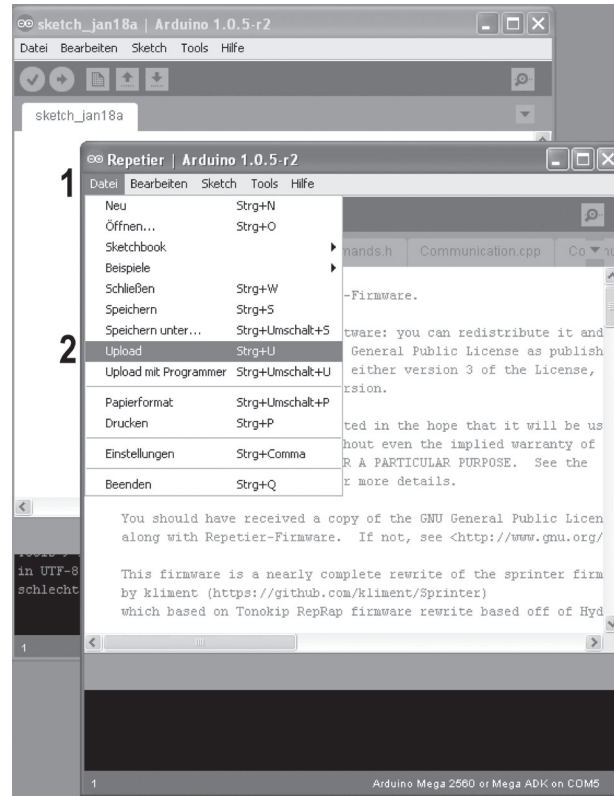 sketch_jan18a | Arduino 1.0.5-r2
Datei Bearbeiten Sketch Tools Hilfe
sketch_jan18a
Repetier | Arduino 1.0.5-r2
1
Datei Bearbeiten Sketch Tools Hilfe
Neu Strg+N
Öffnen... Strg+O
Sketchbook
mands.h Communication.cpp Co
Beispiele
Schließen Strg+W
-Firmware.
Speichern Strg+S
Speichern unter... Strg+Umschalt+S
tware: you can redistribute it and
2
Upload Strg+U
General Public License as publish
Upload mit Programmer Strg+Umschalt+U
either version 3 of the License,
rsion.
Papierformat Strg+Umschalt+P
Drucken Strg+P
ted in the hope that it will be us
hout even the implied warranty of
Einstellungen Strg+Comma
R A PARTICULAR PURPOSE. See the
r more details.
Beenden Strg+Q
You should have received a copy of the GNU General Public Licen
along with Repetier-Firmware. If not, see <http://www.gnu.org/
in UTF-8
This firmware is a nearly complete rewrite of the sprinter firm
schlecht
by kliment (https://github.com/kliment/Sprinter)
which based on Tonokip RepRap firmware rewrite based off of Hyd
1
1 Arduino Mega 2560 or Mega ADK on COM5